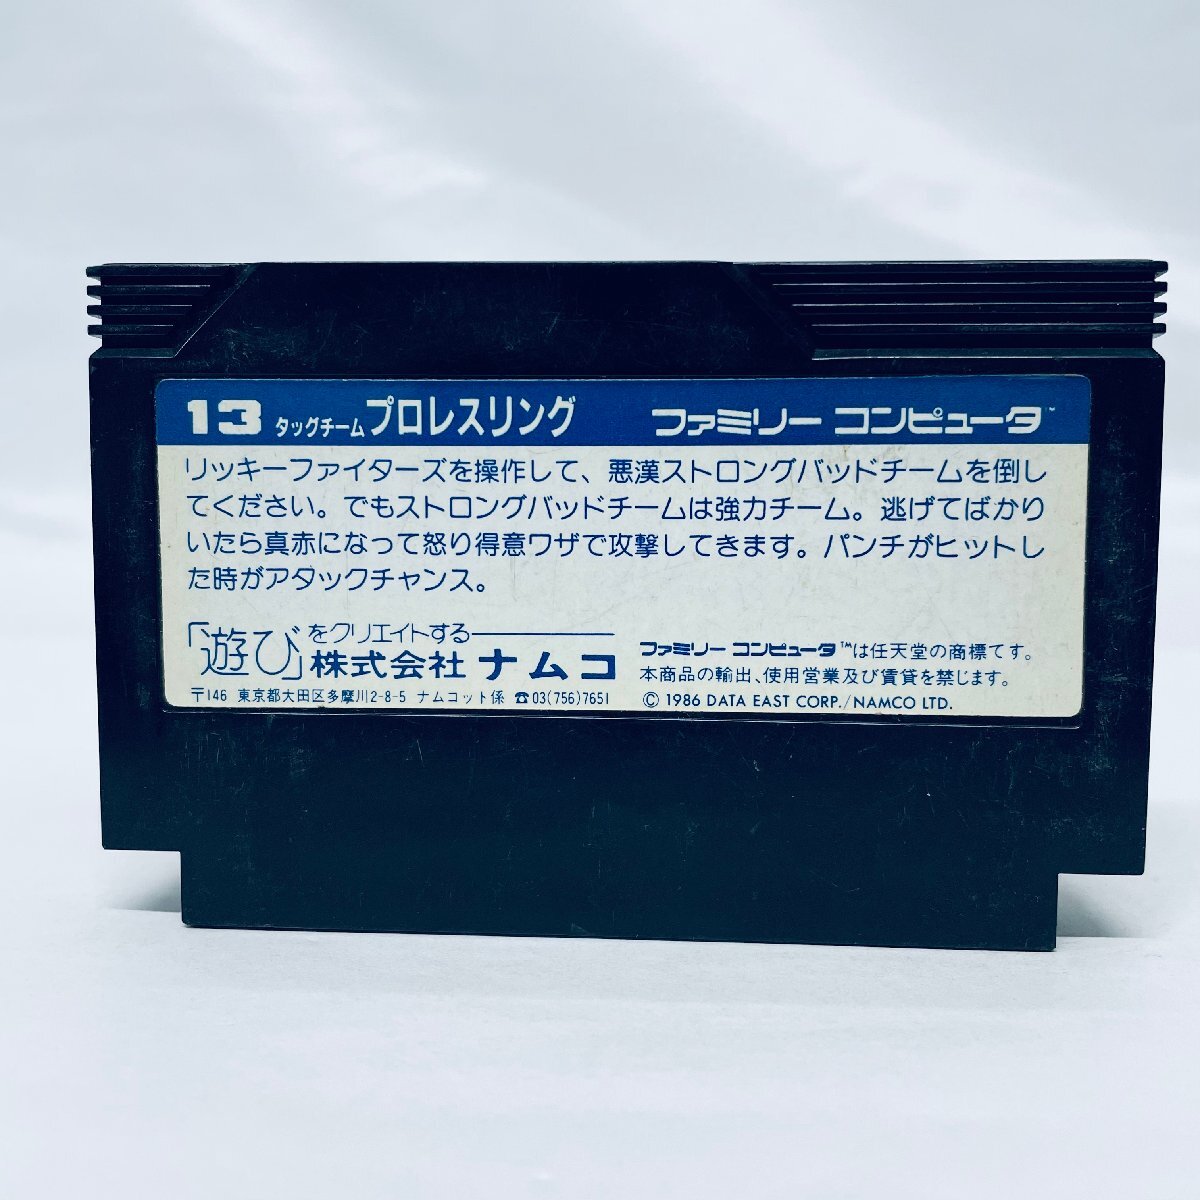 13 タッグチームプロレスリング ファミリー コンピュータ™
リッキーファイターズを操作して、悪漢ストロングバッドチームを倒し
てください。でもストロングバッドチームは強力チーム。逃げてばかり
いたら真赤になって怒り得意ワザで攻撃してきます。パンチがヒットし
た時がアタックチャンス。
「遊び」をクリエイトする
株式会社 ナムコ
〒146 東京都大田区多摩川2-8-5 ナムコット係 ☎03(756)7651
ファミリー コンピュータ™は任天堂の商標です。
本商品の輸出、使用営業及び賃貸を禁じます。
© 1986 DATA EAST CORP./NAMCO LTD.